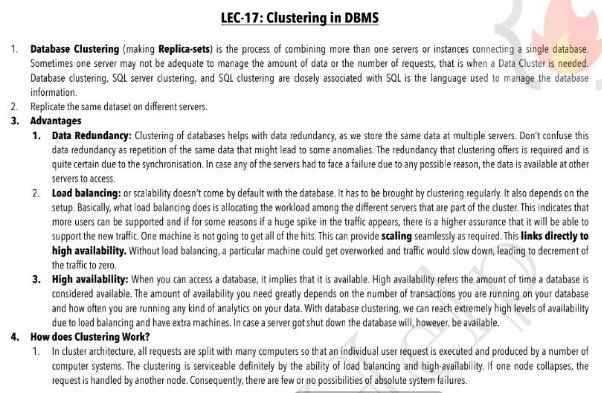 LEC-17: Clustering in DBMS
1. Database Clustering (making Replica-sets) is the process of combining more than one servers or instances connecting a single database.
Sometimes one server may not be adequate to manage the amount of data or the number of requests, that is when a Data Cluster is needed.
Database clustering, SQL server clustering, and SQL clustering are closely associated with SQL is the language used to manage the database
information.
2. Replicate the same dataset on different servers.
3. Advantages
1. Data Redundancy: Clustering of databases helps with data redundancy, as we store the same data at multiple servers. Don't confuse this
data redundancy as repetition of the same data that might lead to some anomalies. The redundancy that clustering offers is required and is
quite certain due to the synchronisation. In case any of the servers had to face a failure due to any possible reason, the data is available at other
servers to access.
2. Load balancing: or scalability doesn't come by default with the database. It has to be brought by clustering regularly. It also depends on the
setup. Basically, what load balancing does is allocating the workload among the different servers that are part of the cluster. This indicates that
more users can be supported and if for some reasons if a huge spike in the traffic appears, there is a higher assurance that it will be able to
support the new traffic. One machine is not going to get all of the hits. This can provide scaling seamlessly as required. This links directly to
high availability. Without load balancing, a particular machine could get overworked and traffic would slow down, leading to decrement of
the traffic to zero.
3. High availability: When you can access a database, it implies that it is available. High availability refers the amount of time a database is
considered available. The amount of availability you need greatly depends on the number of transactions you are running on your database
and how often you are running any kind of analytics on your data. With database clustering, we can reach extremely high levels of availability
due to load balancing and have extra machines. In case a server got shut down the database will, however, be available.
4. How does Clustering Work?
1. In cluster architecture, all requests are split with many computers so that an individual user request is executed and produced by a number of
computer systems. The clustering is serviceable definitely by the ability of load balancing and high-availability. If one node collapses, the
request is handled by another node. Consequently, there are few or no possibilities of absolute system failures.